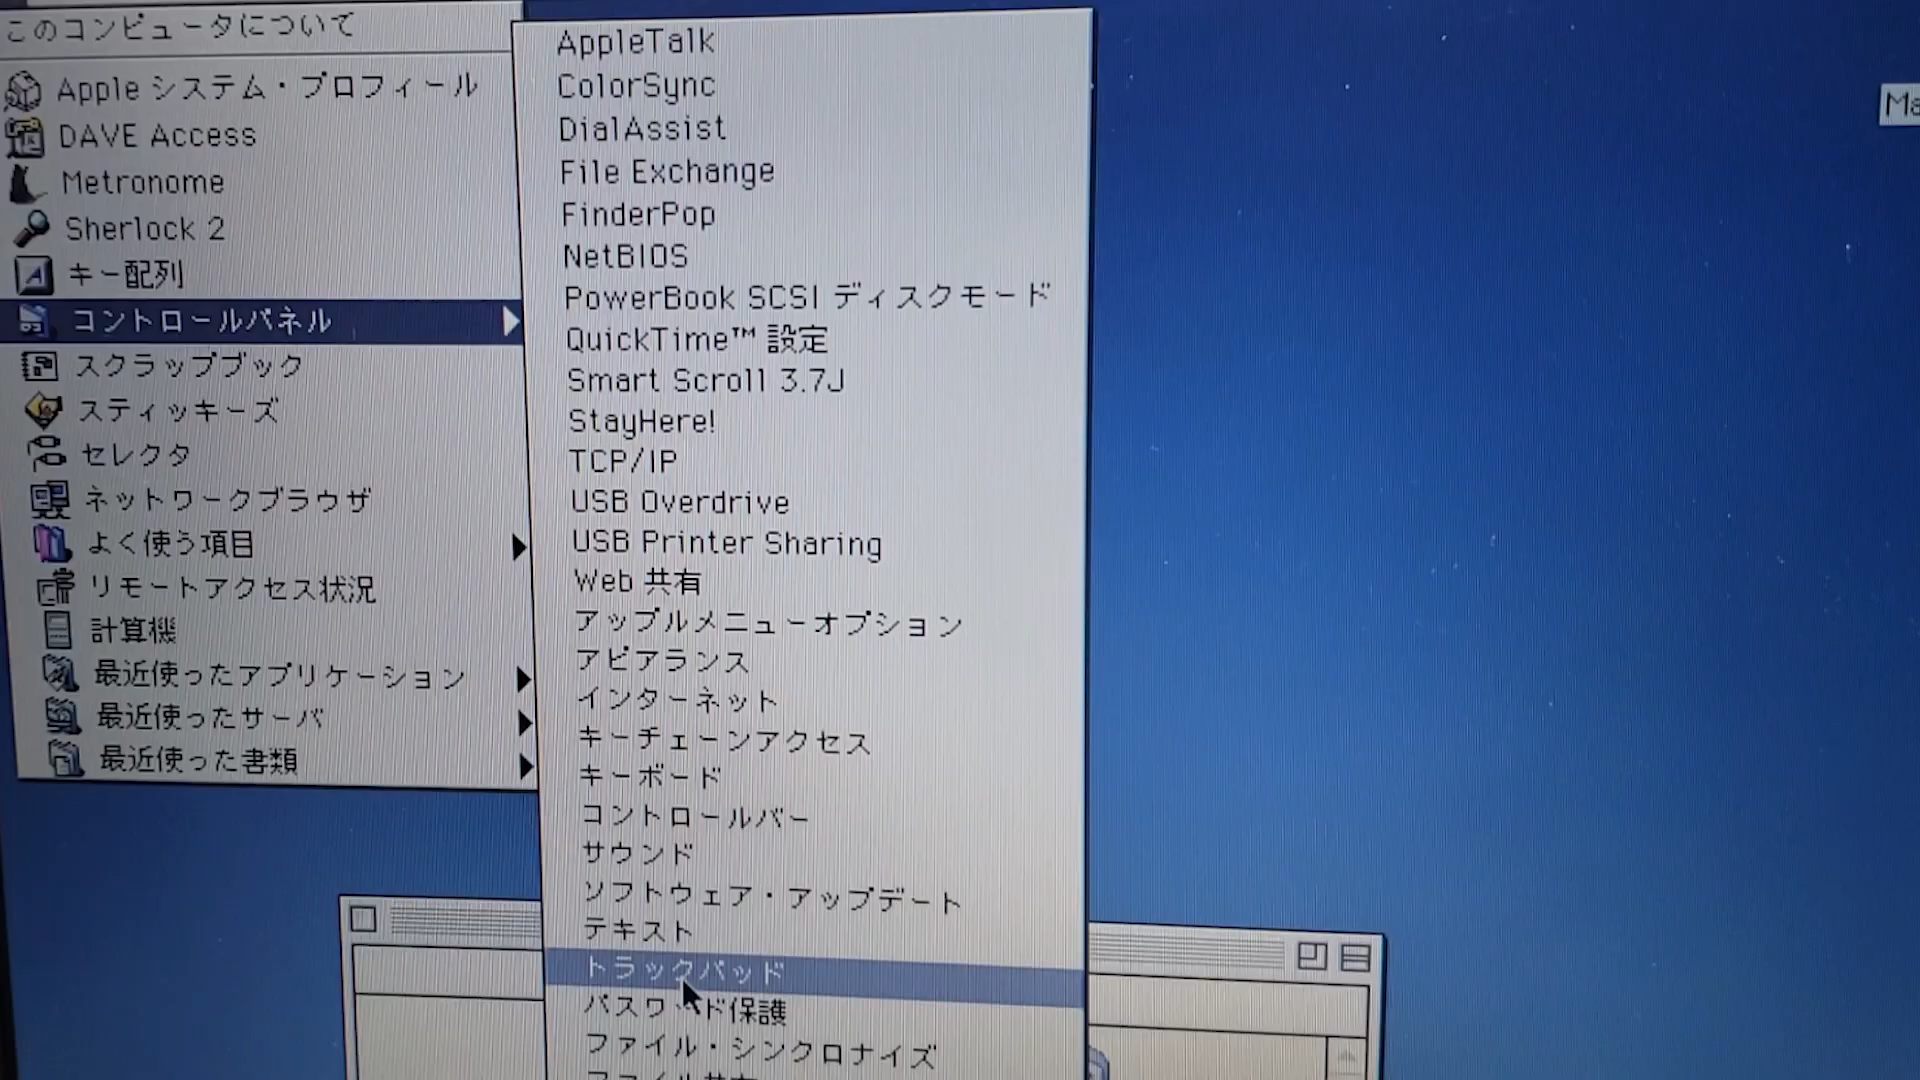 このコンピュータについて
Apple システム・プロフィール
DAVE Access
Metronome
Sherlock 2
キー配列
コントロールパネル
スクラップブック
スティッキーズ
セレクタ
ネットワークブラウザ
よく使う項目
リモートアクセス状況
計算機
最近使ったアプリケーション
最近使ったサーバ
最近使った書類
AppleTalk
ColorSync
DialAssist
File Exchange
FinderPop
NetBIOS
PowerBook SCSI ディスクモード
QuickTime™ 設定
Smart Scroll 3.7J
StayHere!
TCP/IP
USB Overdrive
USB Printer Sharing
Web 共有
アップルメニューオプション
アピアランス
インターネット
キーチェーンアクセス
キーボード
コントロールバー
サウンド
ソフトウェア・アップデート
テキスト
トラックパッド
パスワード保護
ファイル・シンクロナイズ